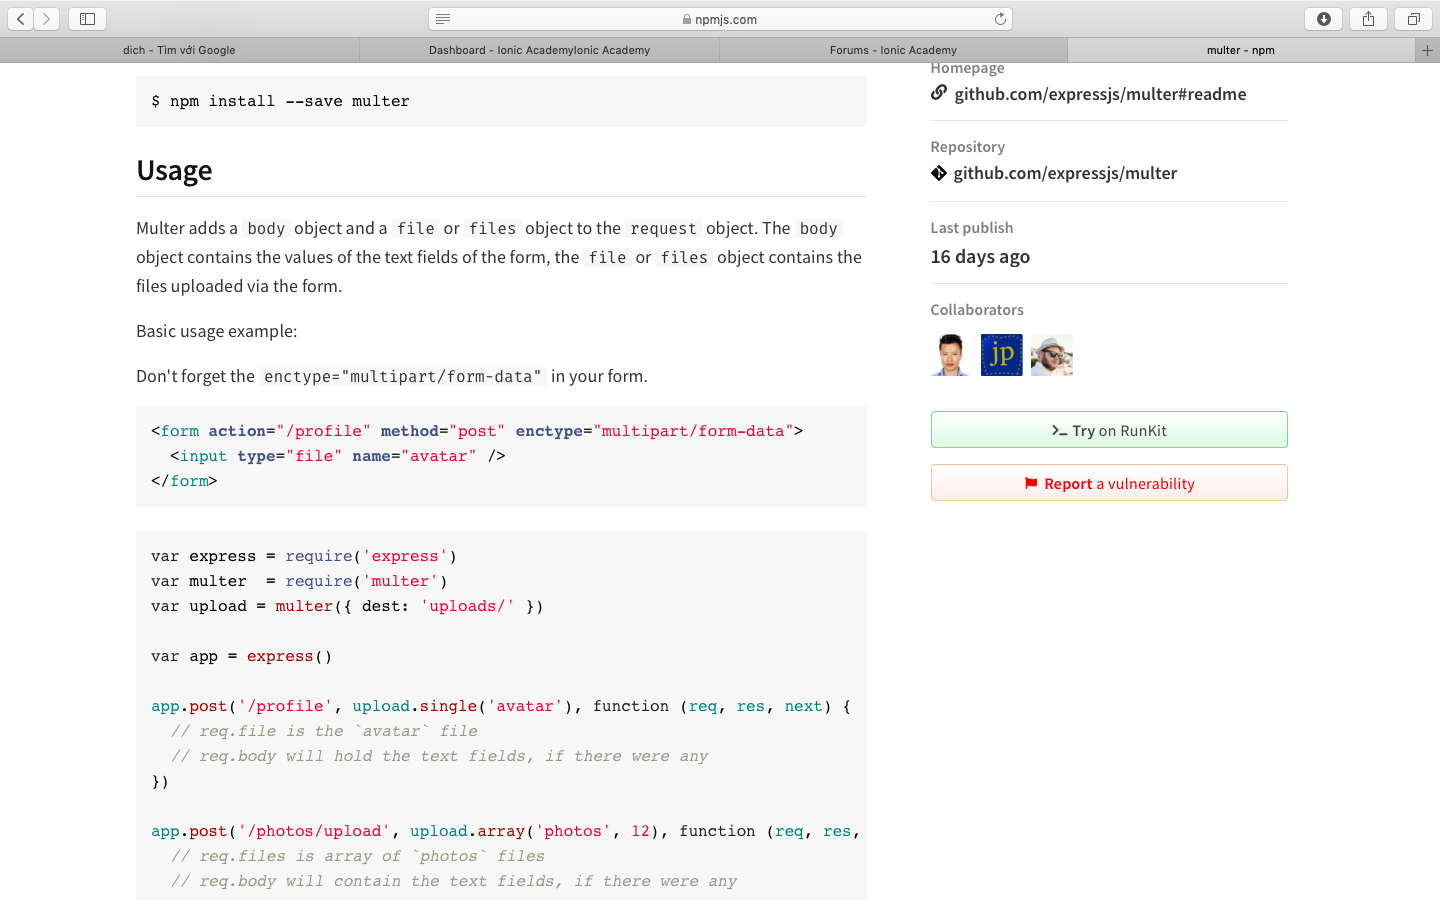 npmjs.com
dich - Tìm với Google
Dashboard - Ionic AcademyIonic Academy
Forums - Ionic Academy
multer - npm
$ npm install --save multer
Usage
Multer adds a body object and a file or files object to the request object. The body
object contains the values of the text fields of the form, the file or files object contains the
files uploaded via the form.
Basic usage example:
Don't forget the enctype="multipart/form-data" in your form.
<form action="/profile" method="post" enctype="multipart/form-data">
  <input type="file" name="avatar" />
</form>
var express = require('express')
var multer  = require('multer')
var upload = multer({ dest: 'uploads/' })
var app = express()
app.post('/profile', upload.single('avatar'), function (req, res, next) {
  // req.file is the `avatar` file
  // req.body will hold the text fields, if there were any
})
app.post('/photos/upload', upload.array('photos', 12), function (req, res,
  // req.files is array of `photos` files
  // req.body will contain the text fields, if there were any
Homepage
github.com/expressjs/multer#readme
Repository
github.com/expressjs/multer
Last publish
16 days ago
Collaborators
jp
Try on RunKit
Report a vulnerability